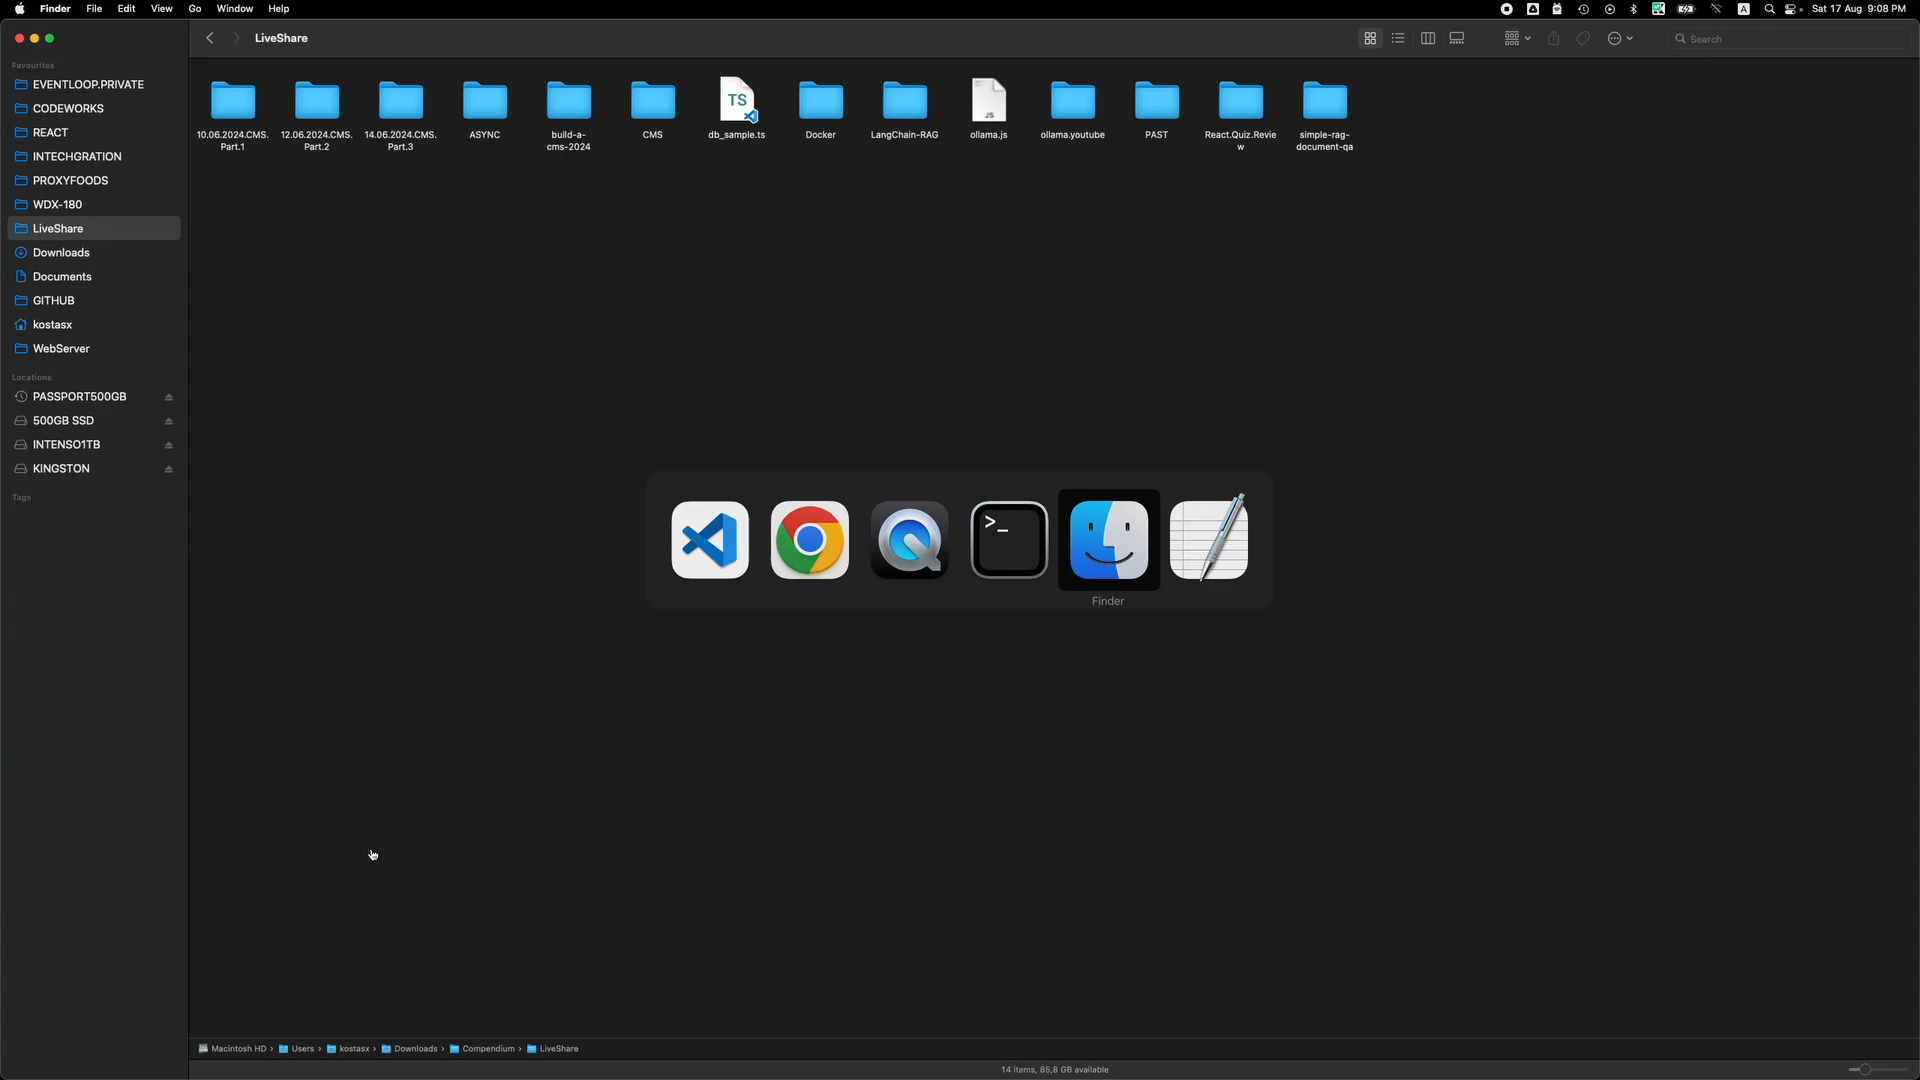 Finder File Edit View Go Window Help
A
Sat 17 Aug 9:08 PM
LiveShare
Search
Favourites
EVENTLOOP.PRIVATE
CODEWORKS
REACT
INTECHGRATION
PROXYFOODS
WDX-180
LiveShare
Downloads
Documents
GITHUB
kostasx
WebServer
Locations
PASSPORT500GB
500GB SSD
INTENSO1TB
KINGSTON
Tags
10.06.2024.CMS.
Part.1
12.06.2024.CMS.
Part.2
14.06.2024.CMS.
Part.3
ASYNC
build-a-
cms-2024
CMS
TS
db_sample.ts
Docker
LangChain-RAG
JS
ollama.js
ollama.youtube
PAST
React.Quiz.Revie
w
simple-rag-
document-qa
>_
Finder
Macintosh HD › Users › kostasx › Downloads › Compendium › LiveShare
14 items, 85,8 GB available